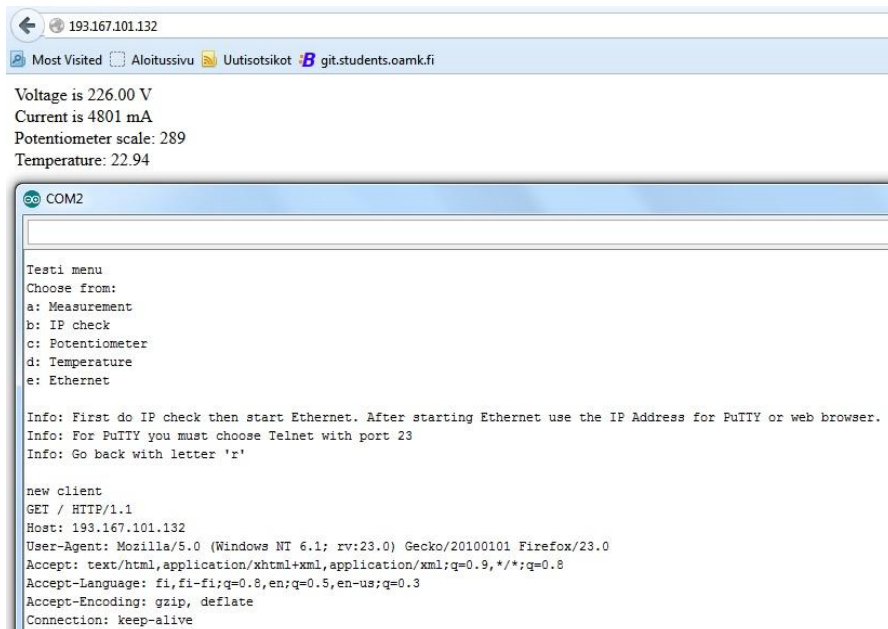 193.167.101.132
Most Visited Aloitussivu Uutisotsikot B git.students.oamk.fi
Voltage is 226.00 V
Current is 4801 mA
Potentiometer scale: 289
Temperature: 22.94
COM2
Testi menu
Choose from:
a: Measurement
b: IP check
c: Potentiometer
d: Temperature
e: Ethernet
Info: First do IP check then start Ethernet. After starting Ethernet use the IP Address for PuTTY or web browser.
Info: For PuTTY you must choose Telnet with port 23
Info: Go back with letter 'r'
new client
GET / HTTP/1.1
Host: 193.167.101.132
User-Agent: Mozilla/5.0 (Windows NT 6.1; rv:23.0) Gecko/20100101 Firefox/23.0
Accept: text/html,application/xhtml+xml,application/xml;q=0.9,*/*;q=0.8
Accept-Language: fi,fi-fi;q=0.8,en;q=0.5,en-us;q=0.3
Accept-Encoding: gzip, deflate
Connection: keep-alive